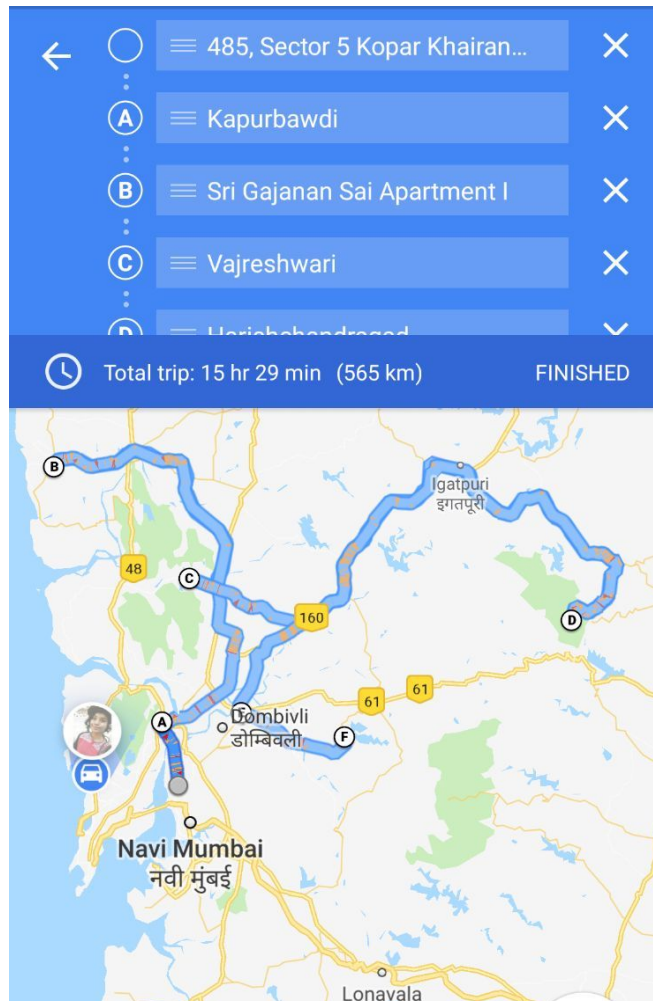 485, Sector 5 Kopar Khairan...
A
Kapurbawdi
B
Sri Gajanan Sai Apartment I
C
Vajreshwari
D
Harishchandragad
Total trip: 15 hr 29 min (565 km)
FINISHED
B
Igatpuri
इगतपूरी
48
C
160
D
61
61
A
Dombivli
डोम्बिवली
F
Navi Mumbai
नवी मुंबई
Lonavala